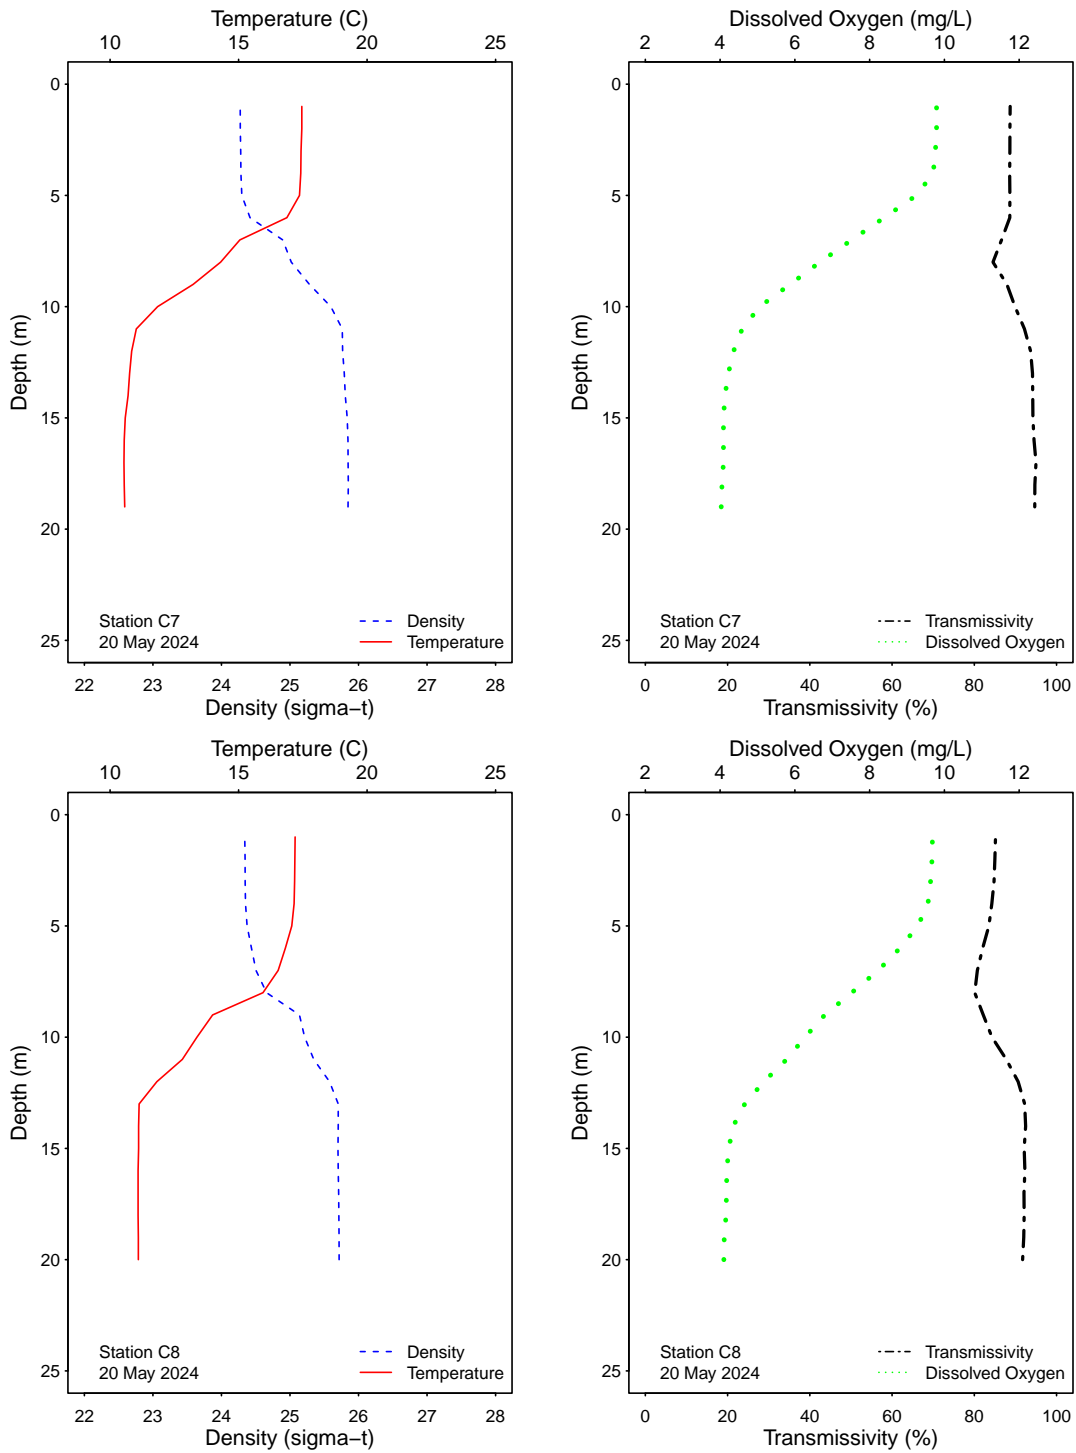 Temperature (C)
10 15 20 25
0
5
10
15
20
25
Depth (m)
Station C7
20 May 2024
Density
Temperature
22 23 24 25 26 27 28
Density (sigma−t)
Dissolved Oxygen (mg/L)
2 4 6 8 10 12
0
5
10
15
20
25
Depth (m)
Station C7
20 May 2024
Transmissivity
Dissolved Oxygen
0 20 40 60 80 100
Transmissivity (%)
Temperature (C)
10 15 20 25
0
5
10
15
20
25
Depth (m)
Station C8
20 May 2024
Density
Temperature
22 23 24 25 26 27 28
Density (sigma−t)
Dissolved Oxygen (mg/L)
2 4 6 8 10 12
0
5
10
15
20
25
Depth (m)
Station C8
20 May 2024
Transmissivity
Dissolved Oxygen
0 20 40 60 80 100
Transmissivity (%)